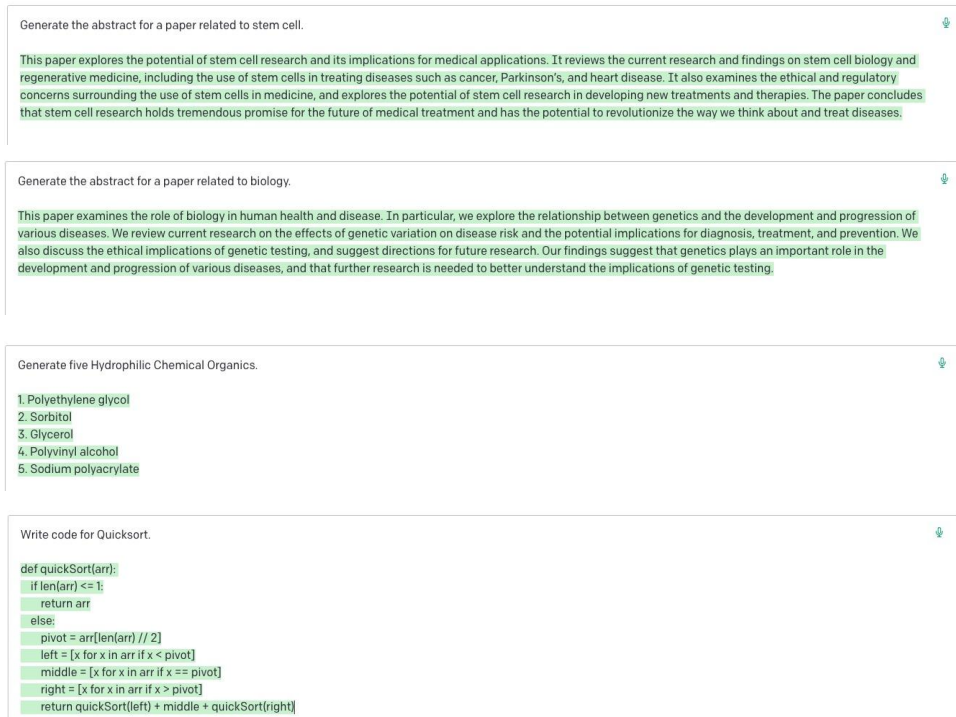 Generate the abstract for a paper related to stem cell.
This paper explores the potential of stem cell research and its implications for medical applications. It reviews the current research and findings on stem cell biology and
regenerative medicine, including the use of stem cells in treating diseases such as cancer, Parkinson's, and heart disease. It also examines the ethical and regulatory
concerns surrounding the use of stem cells in medicine, and explores the potential of stem cell research in developing new treatments and therapies. The paper concludes
that stem cell research holds tremendous promise for the future of medical treatment and has the potential to revolutionize the way we think about and treat diseases.
Generate the abstract for a paper related to biology.
This paper examines the role of biology in human health and disease. In particular, we explore the relationship between genetics and the development and progression of
various diseases. We review current research on the effects of genetic variation on disease risk and the potential implications for diagnosis, treatment, and prevention. We
also discuss the ethical implications of genetic testing, and suggest directions for future research. Our findings suggest that genetics plays an important role in the
development and progression of various diseases, and that further research is needed to better understand the implications of genetic testing.
Generate five Hydrophilic Chemical Organics.
1. Polyethylene glycol
2. Sorbitol
3. Glycerol
4. Polyvinyl alcohol
5. Sodium polyacrylate
Write code for Quicksort.
def quickSort(arr):
    if len(arr) <= 1:
        return arr
    else:
        pivot = arr[len(arr) // 2]
        left = [x for x in arr if x < pivot]
        middle = [x for x in arr if x == pivot]
        right = [x for x in arr if x > pivot]
        return quickSort(left) + middle + quickSort(right)